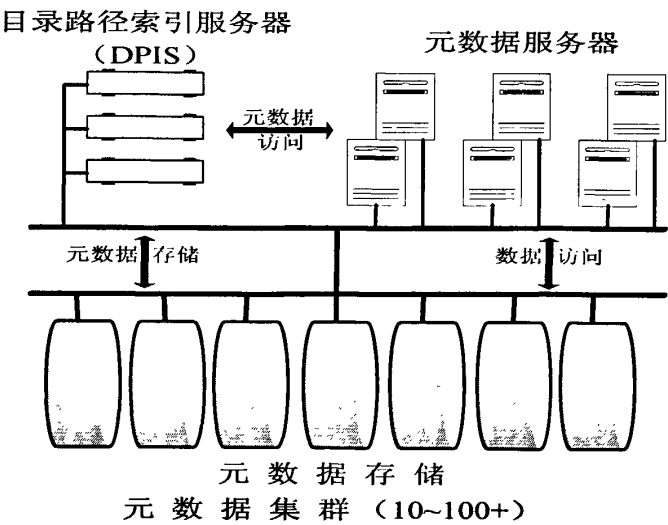 目录路径索引服务器
（DPIS）
元数据服务器
元数据
访问
元数据 存储
数据 访问
元数据存储
元数据集群（10~100+）